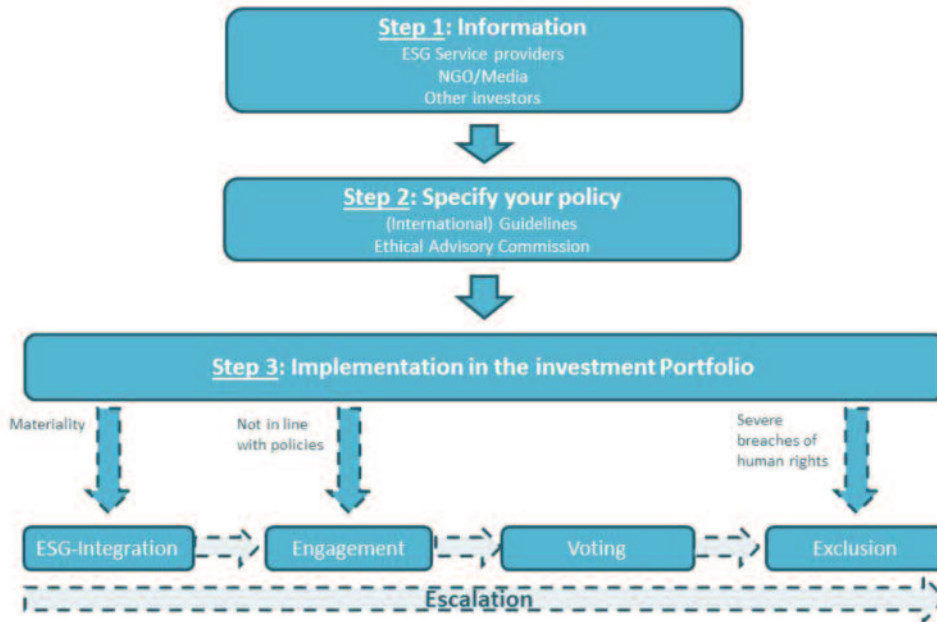 Step 1: Information
ESG Service providers
NGO/Media
Other investors
Step 2: Specify your policy
(International) Guidelines
Ethical Advisory Commission
Step 3: Implementation in the investment Portfolio
Materiality
Not in line
with policies
Severe
breaches of
human rights
ESG-Integration
Engagement
Voting
Exclusion
Escalation